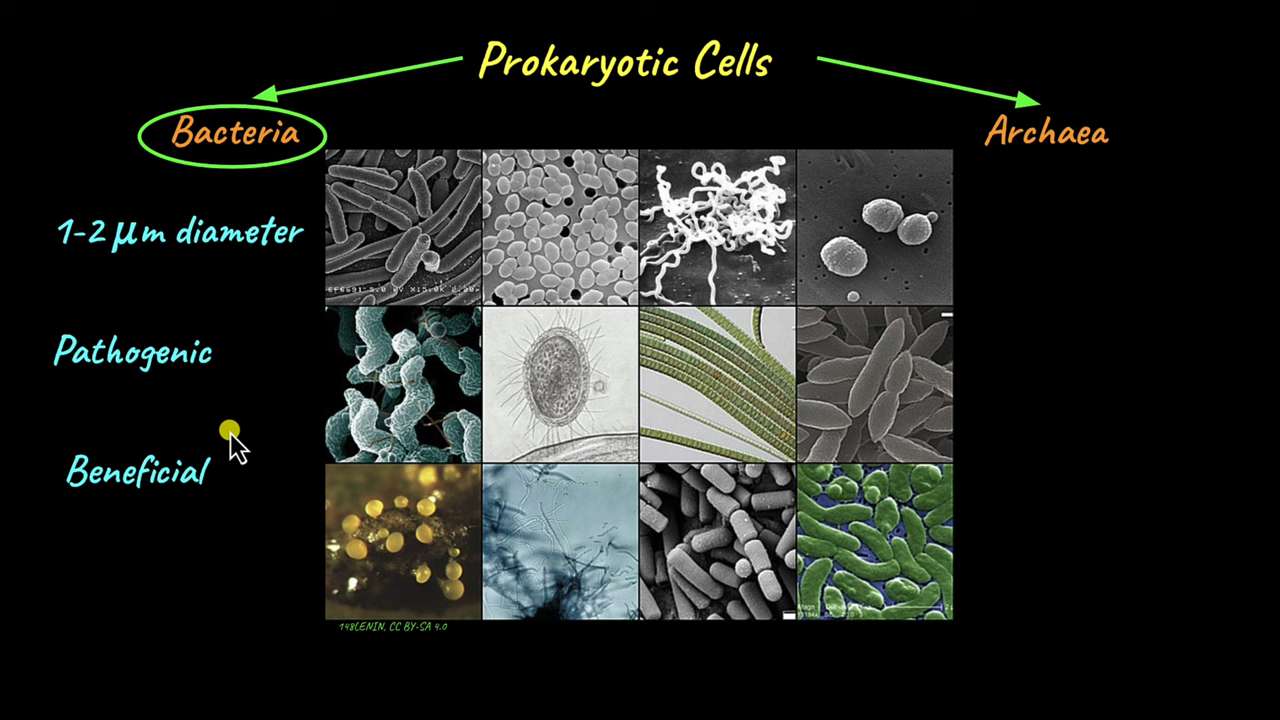 Prokaryotic Cells
Bacteria
Archaea
1-2 μm diameter
Pathogenic
Beneficial
148LENIN, CC BY-SA 4.0